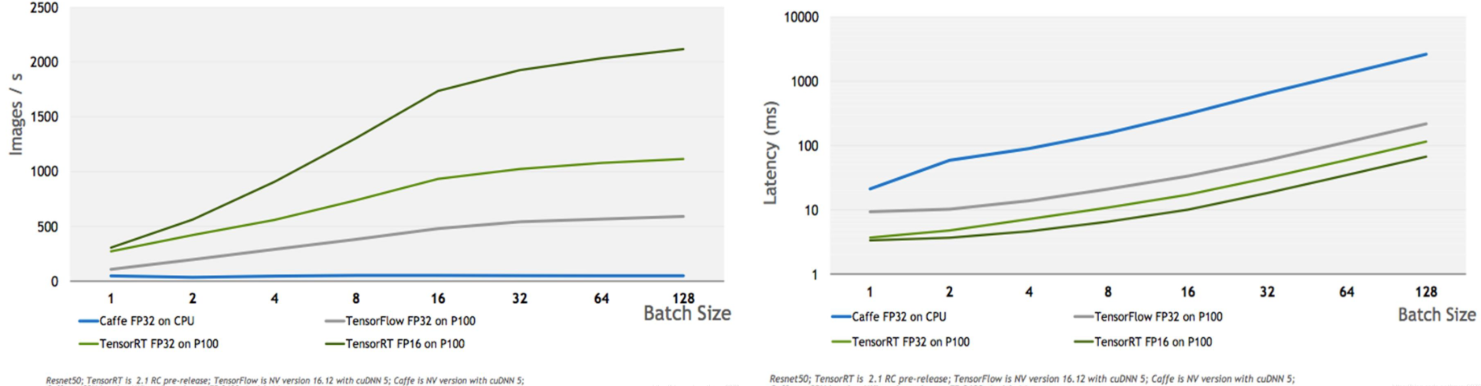 2500
2000
1500
1000
500
0
Images / s
1 2 4 8 16 32 64 128
Batch Size
Caffe FP32 on CPU
TensorFlow FP32 on P100
TensorRT FP32 on P100
TensorRT FP16 on P100
Resnet50; TensorRT is 2.1 RC pre-release; TensorFlow is NV version 16.12 with cuDNN 5; Caffe is NV version with cuDNN 5;
10000
1000
100
10
1
Latency (ms)
1 2 4 8 16 32 64 128
Batch Size
Caffe FP32 on CPU
TensorFlow FP32 on P100
TensorRT FP32 on P100
TensorRT FP16 on P100
Resnet50; TensorRT is 2.1 RC pre-release; TensorFlow is NV version 16.12 with cuDNN 5; Caffe is NV version with cuDNN 5;